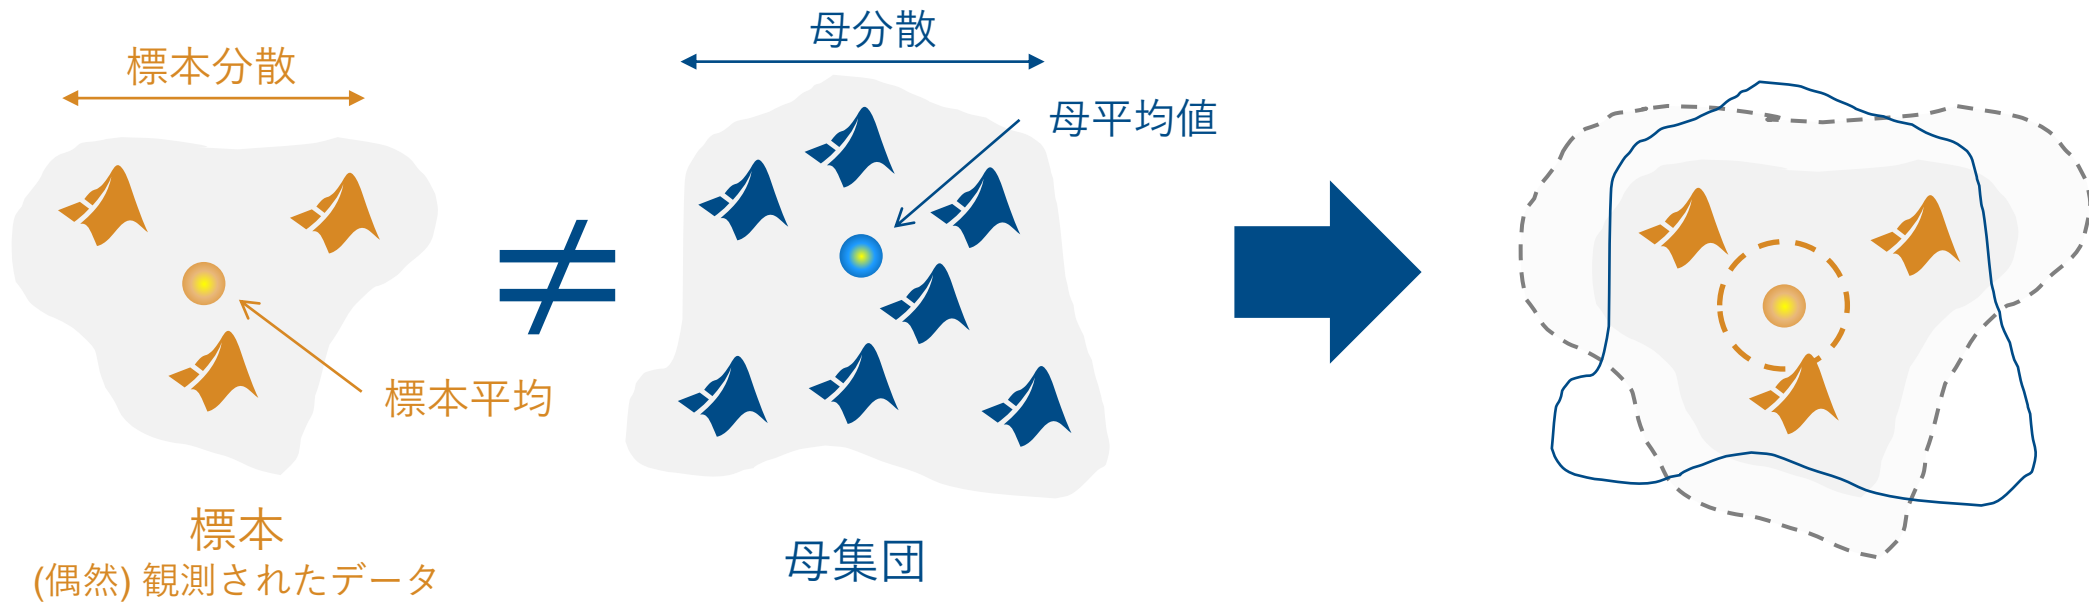 標本分散
標本平均
標本
(偶然) 観測されたデータ
≠
母分散
母平均値
母集団